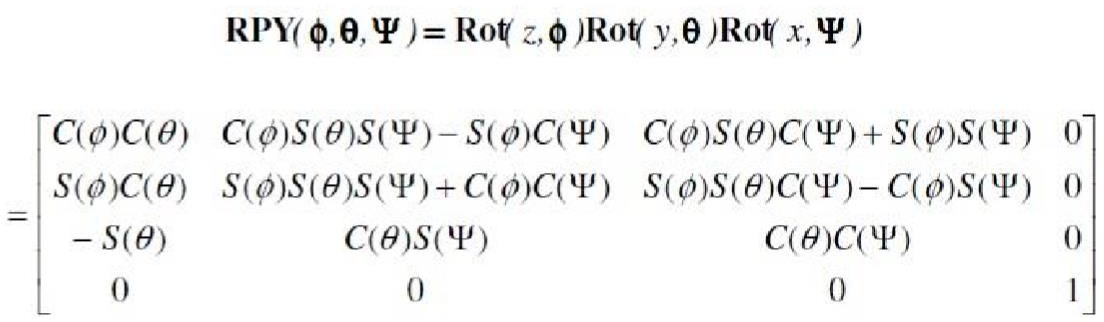 RPY( ϕ,θ,Ψ )= Rot( z,ϕ )Rot( y,θ )Rot( x,Ψ )
C(ϕ)C(θ) C(ϕ)S(θ)S(Ψ)− S(ϕ)C(Ψ) C(ϕ)S(θ)C(Ψ)+ S(ϕ)S(Ψ) 0
S(ϕ)C(θ) S(ϕ)S(θ)S(Ψ)+ C(ϕ)C(Ψ) S(ϕ)S(θ)C(Ψ)− C(ϕ)S(Ψ) 0
= − S(θ) C(θ)S(Ψ) C(θ)C(Ψ) 0
0 0 0 1